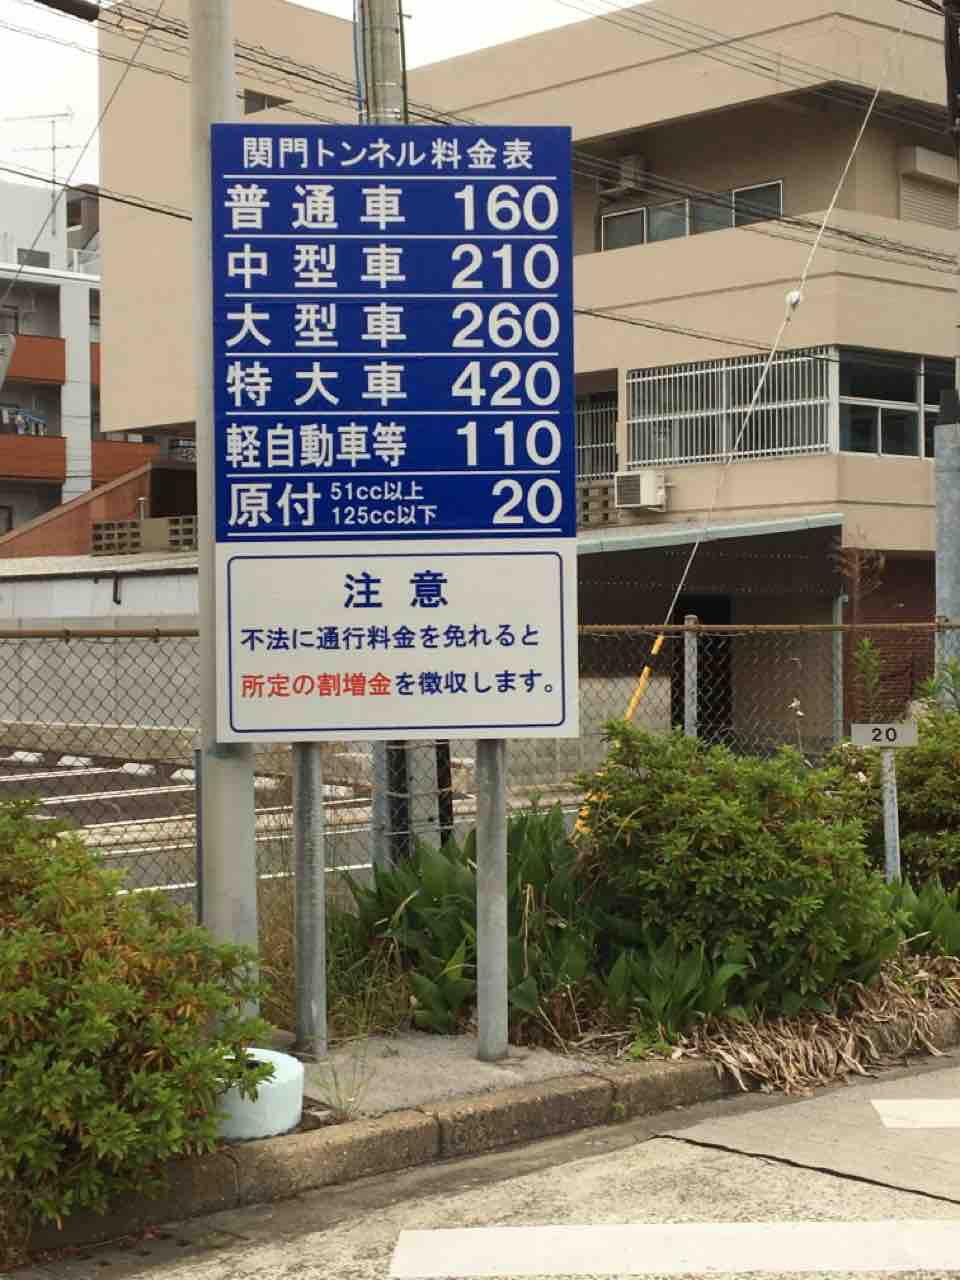 関門トンネル料金表
普通車 160
中型車 210
大型車 260
特大車 420
軽自動車等 110
原付 51cc以上 125cc以下 20
注意
不法に通行料金を免れると
所定の割増金を徴収します。
20